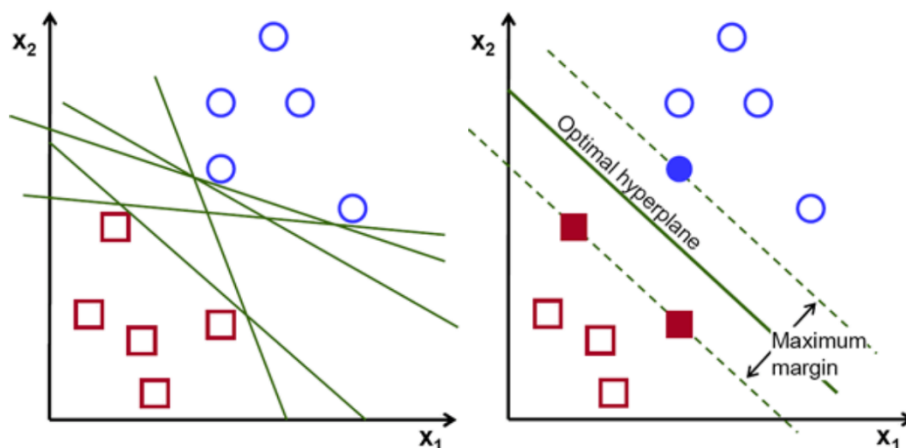 x₂
x₁
x₂
Optimal hyperplane
Maximum
margin
x₁